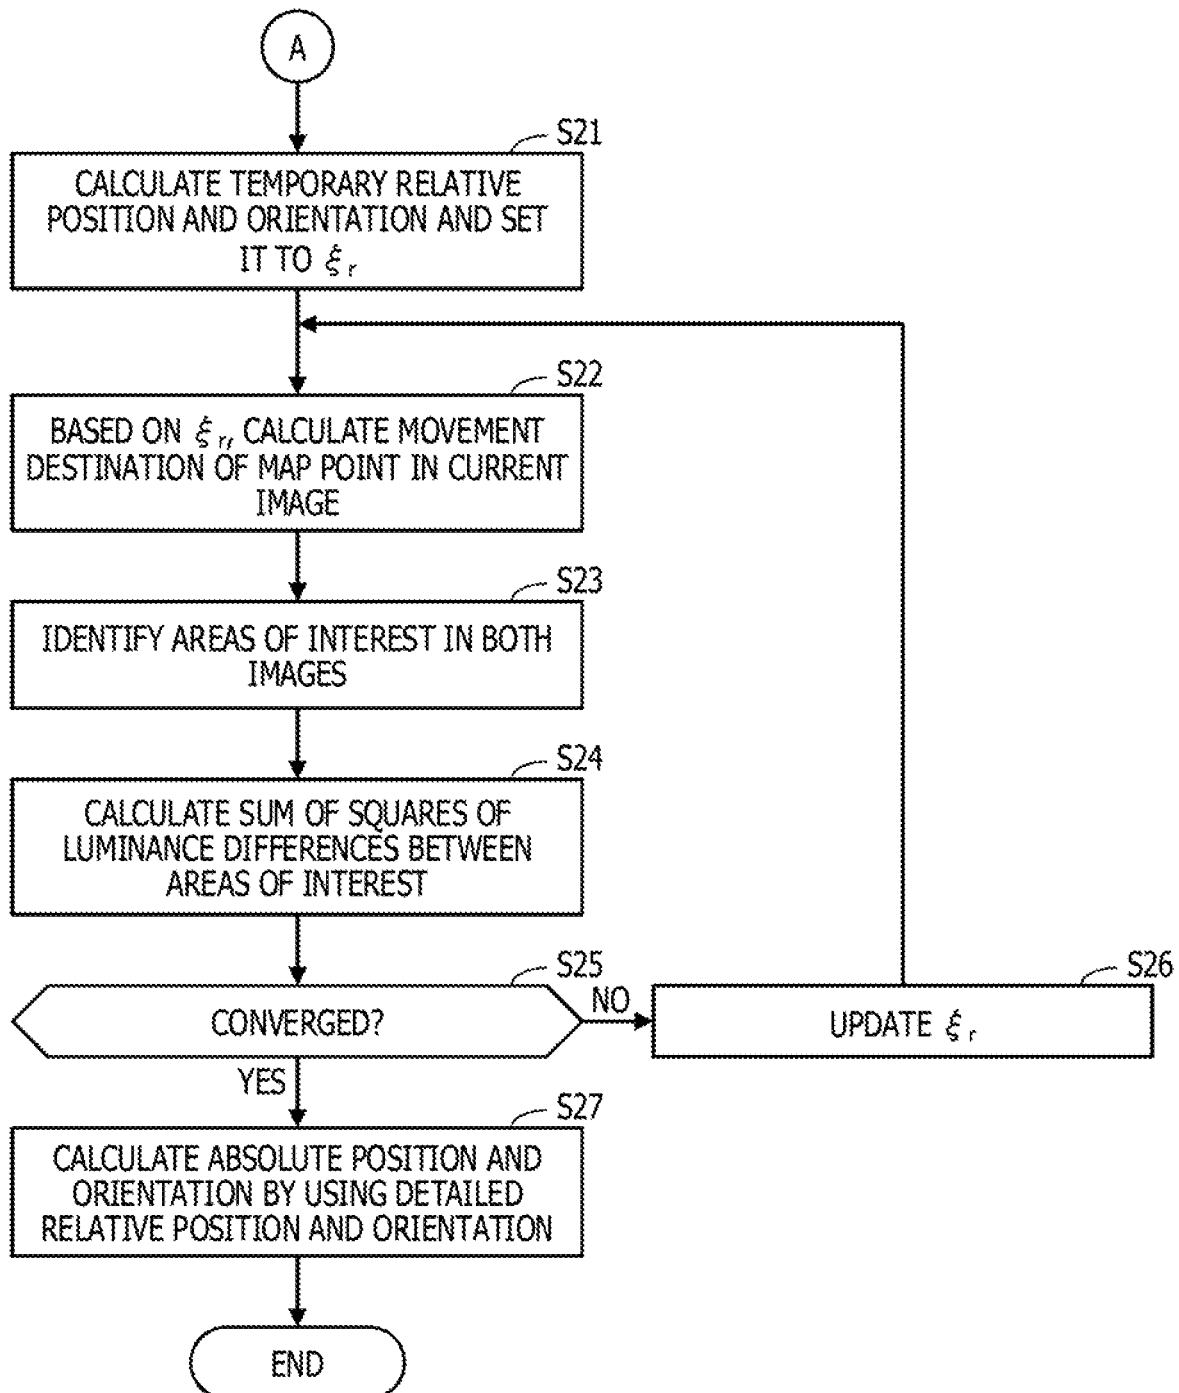 A
S21
CALCULATE TEMPORARY RELATIVE
POSITION AND ORIENTATION AND SET
IT TO ξr
S22
BASED ON ξr, CALCULATE MOVEMENT
DESTINATION OF MAP POINT IN CURRENT
IMAGE
S23
IDENTIFY AREAS OF INTEREST IN BOTH
IMAGES
S24
CALCULATE SUM OF SQUARES OF
LUMINANCE DIFFERENCES BETWEEN
AREAS OF INTEREST
S25
CONVERGED?
NO
S26
UPDATE ξr
YES
S27
CALCULATE ABSOLUTE POSITION AND
ORIENTATION BY USING DETAILED
RELATIVE POSITION AND ORIENTATION
END